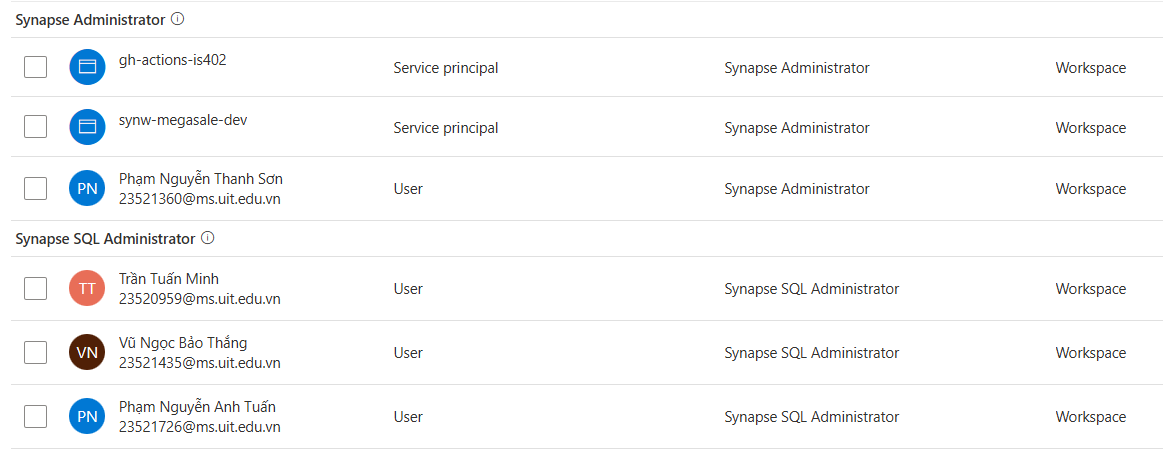 Synapse Administrator
gh-actions-is402 Service principal Synapse Administrator Workspace
synw-megasale-dev Service principal Synapse Administrator Workspace
PN Phạm Nguyễn Thanh Sơn
23521360@ms.uit.edu.vn User Synapse Administrator Workspace
Synapse SQL Administrator
TT Trần Tuấn Minh
23520959@ms.uit.edu.vn User Synapse SQL Administrator Workspace
VN Vũ Ngọc Bảo Thắng
23521435@ms.uit.edu.vn User Synapse SQL Administrator Workspace
PN Phạm Nguyễn Anh Tuấn
23521726@ms.uit.edu.vn User Synapse SQL Administrator Workspace